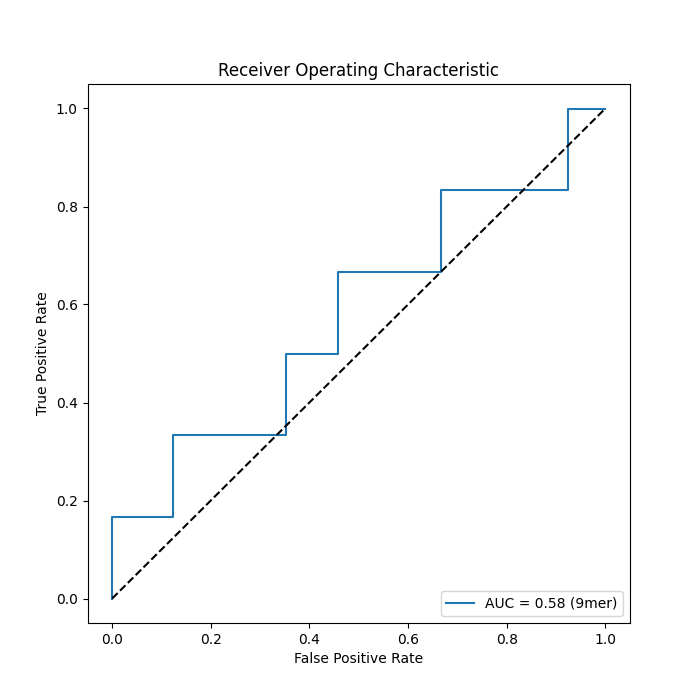 Receiver Operating Characteristic
1.0
0.8
0.6
0.4
0.2
0.0
True Positive Rate
AUC = 0.58 (9mer)
0.0 0.2 0.4 0.6 0.8 1.0
False Positive Rate